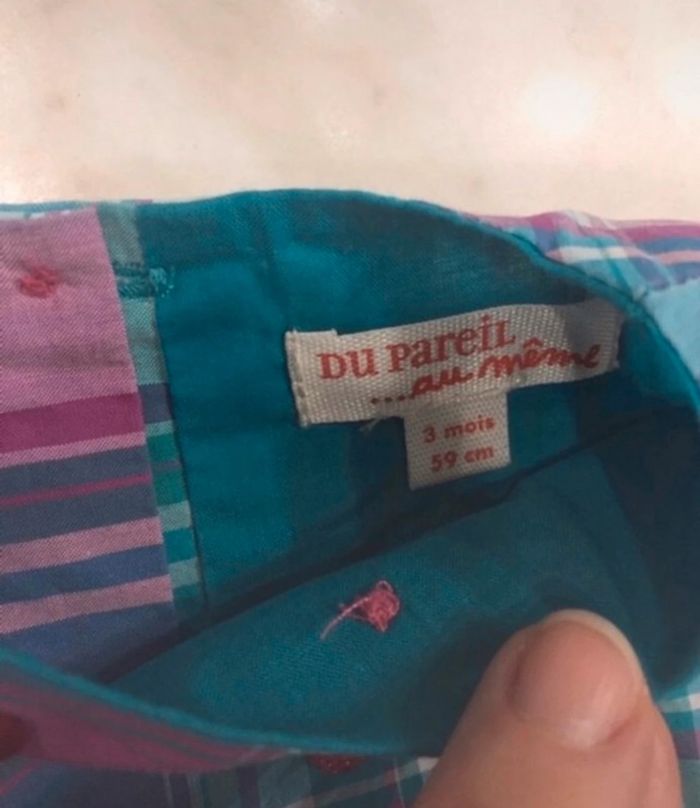 DU PareiL
...au même
3 mois
59 cm